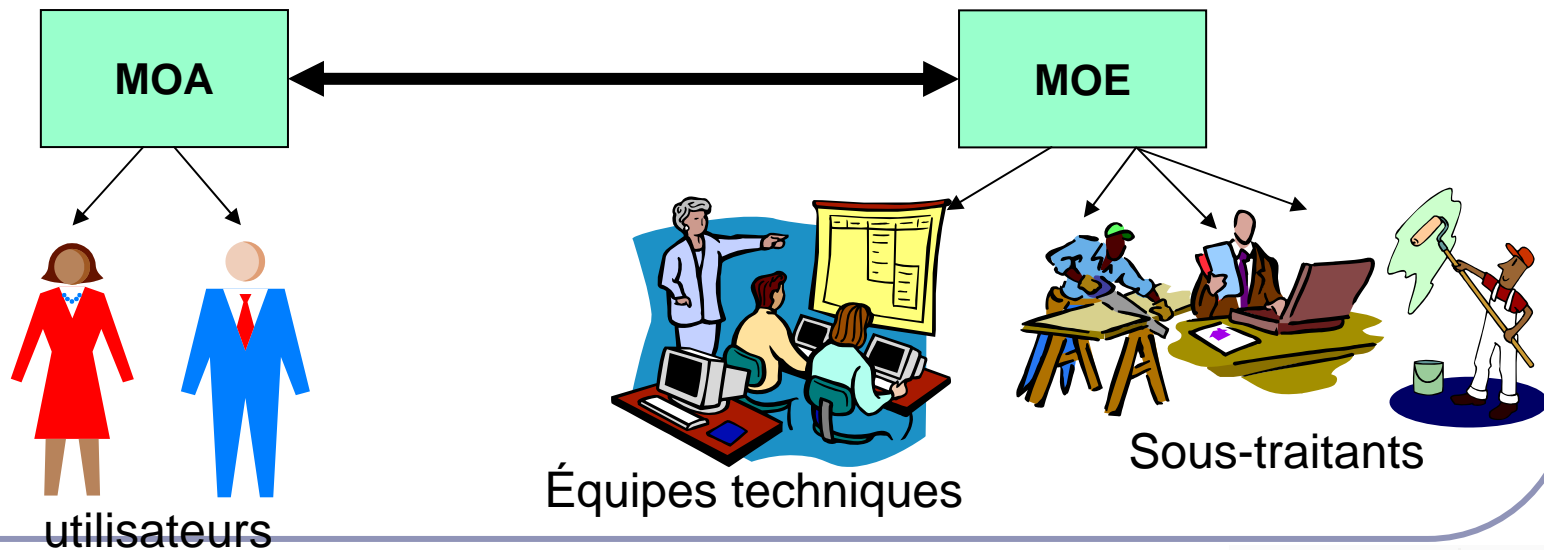 MOA
MOE
Équipes techniques
Sous-traitants
utilisateurs